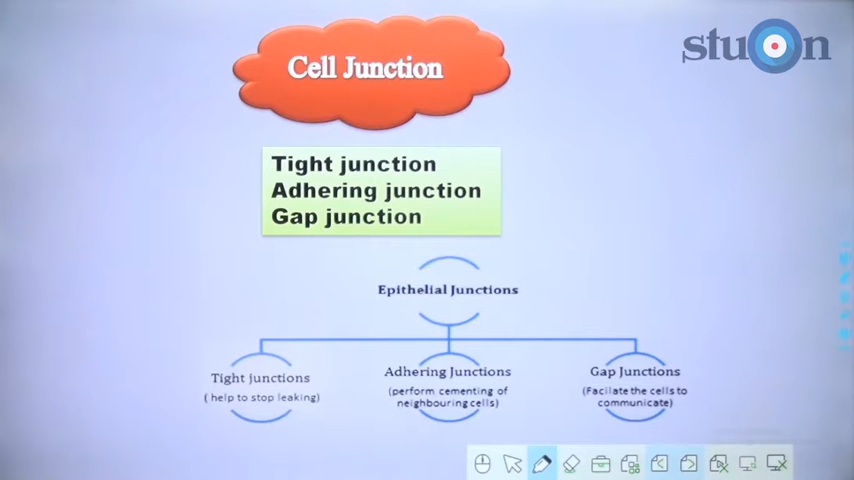 stuon
Cell Junction
Tight junction
Adhering junction
Gap junction
Epithelial Junctions
Tight junctions
( help to stop leaking)
Adhering Junctions
(perform cementing of
neighbouring cells)
Gap Junctions
(Facilate the cells to
communicate)